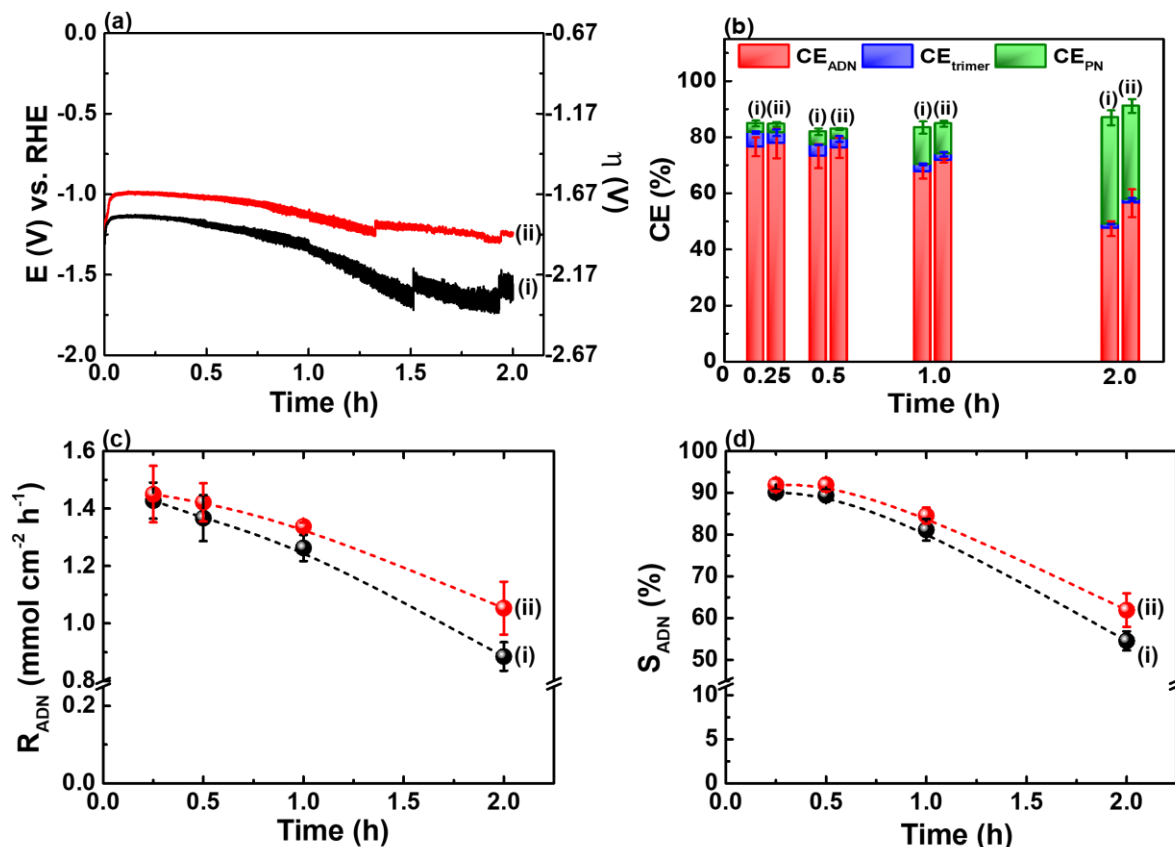 (a)
0.0
-0.5
-1.0
-1.5
-2.0
E (V) vs. RHE
-0.67
-1.17
-1.67
-2.17
-2.67
η (V)
(ii)
(i)
0.0 0.5 1.0 1.5 2.0
Time (h)
(b)
CE_ADN CE_trimer CE_PN
100
80
60
40
20
0
CE (%)
(i) (ii) (i) (ii) (i) (ii) (i) (ii)
0 0.25 0.5 1.0 2.0
Time (h)
(c)
1.6
1.4
1.2
1.0
0.8
0.2
0.0
R_ADN (mmol cm⁻² h⁻¹)
(ii)
(i)
0.0 0.5 1.0 1.5 2.0
Time (h)
(d)
100
90
80
70
60
50
10
5
0
S_ADN (%)
(ii)
(i)
0.0 0.5 1.0 1.5 2.0
Time (h)